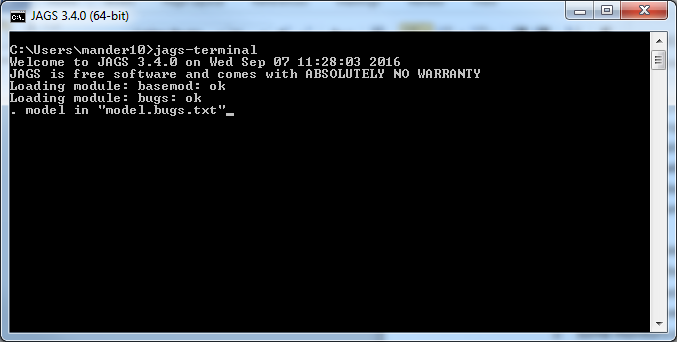 JAGS 3.4.0 (64-bit)
C:\Users\mander10>jags-terminal
Welcome to JAGS 3.4.0 on Wed Sep 07 11:28:03 2016
JAGS is free software and comes with ABSOLUTELY NO WARRANTY
Loading module: basemod: ok
Loading module: bugs: ok
. model in "model.bugs.txt"_